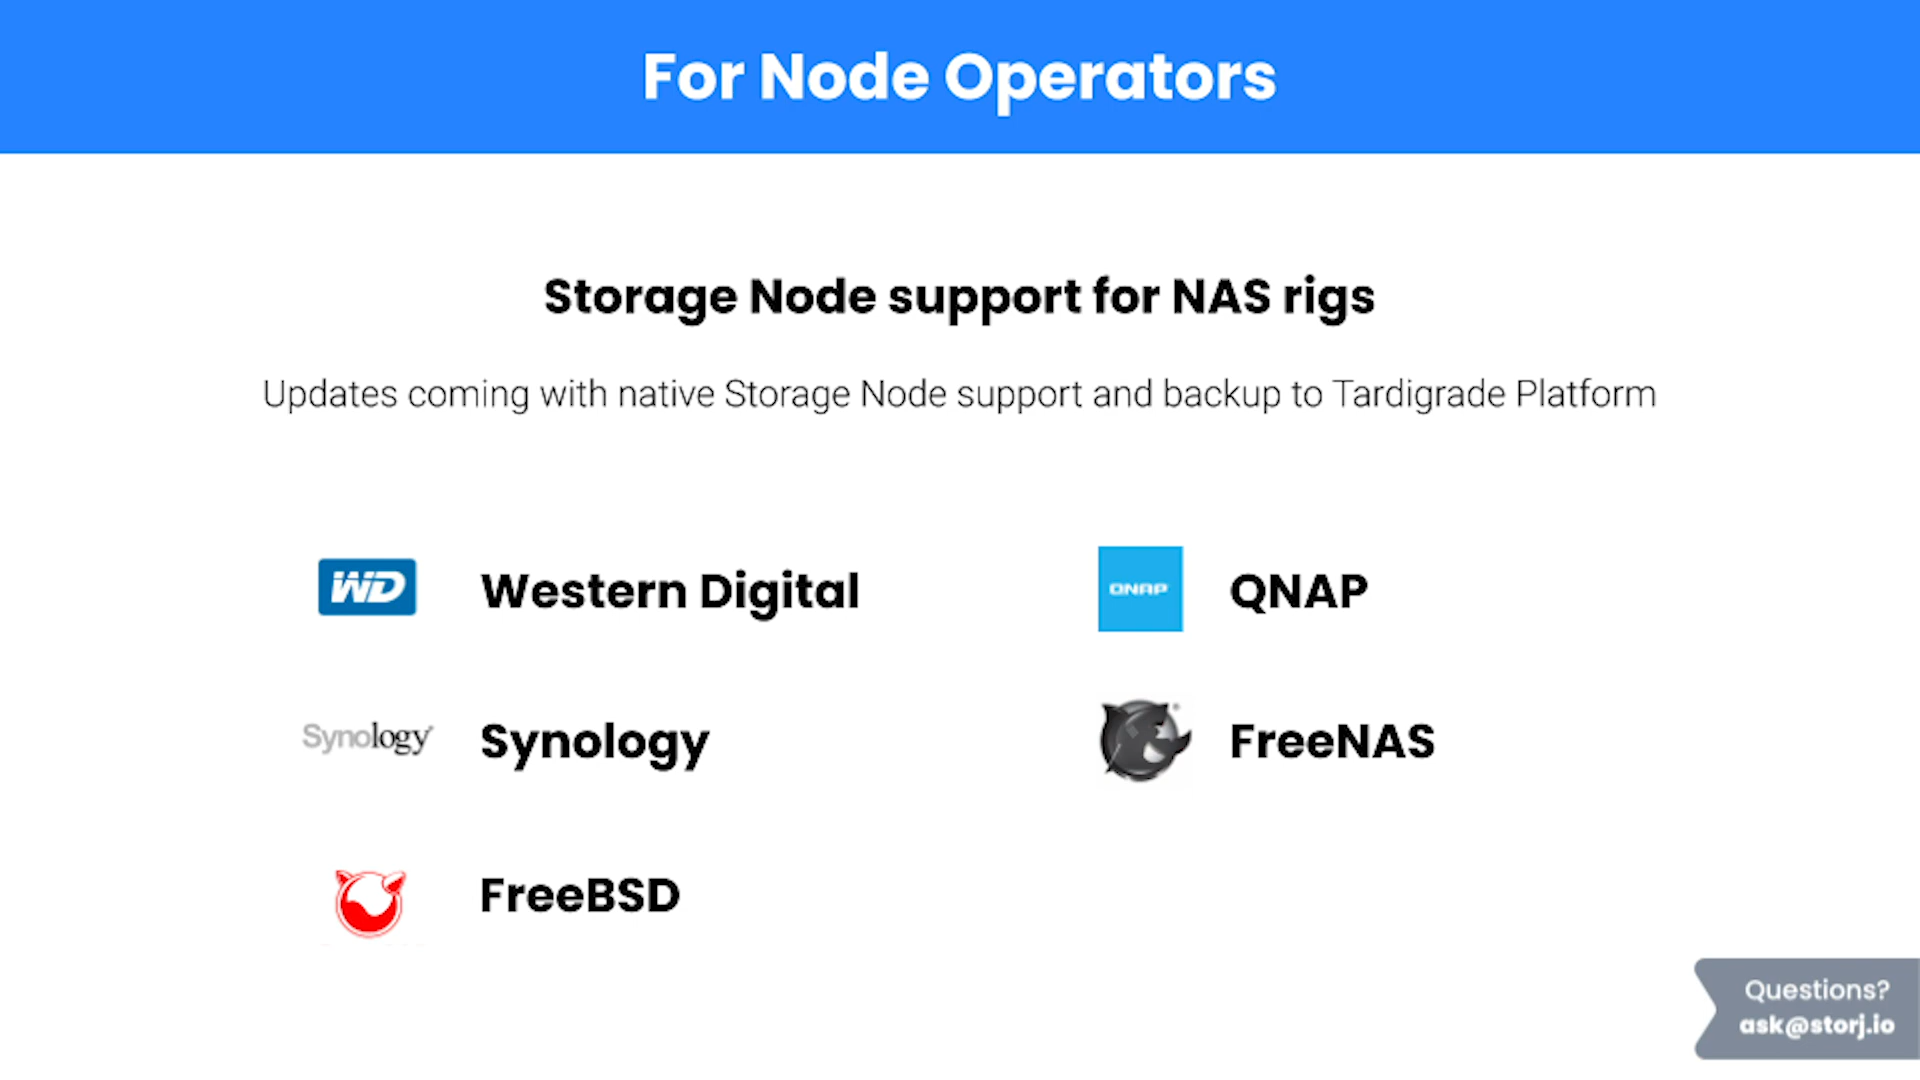 For Node Operators
Storage Node support for NAS rigs
Updates coming with native Storage Node support and backup to Tardigrade Platform
WD Western Digital
QNAP QNAP
Synology Synology
FreeNAS
FreeBSD
Questions?
ask@storj.io